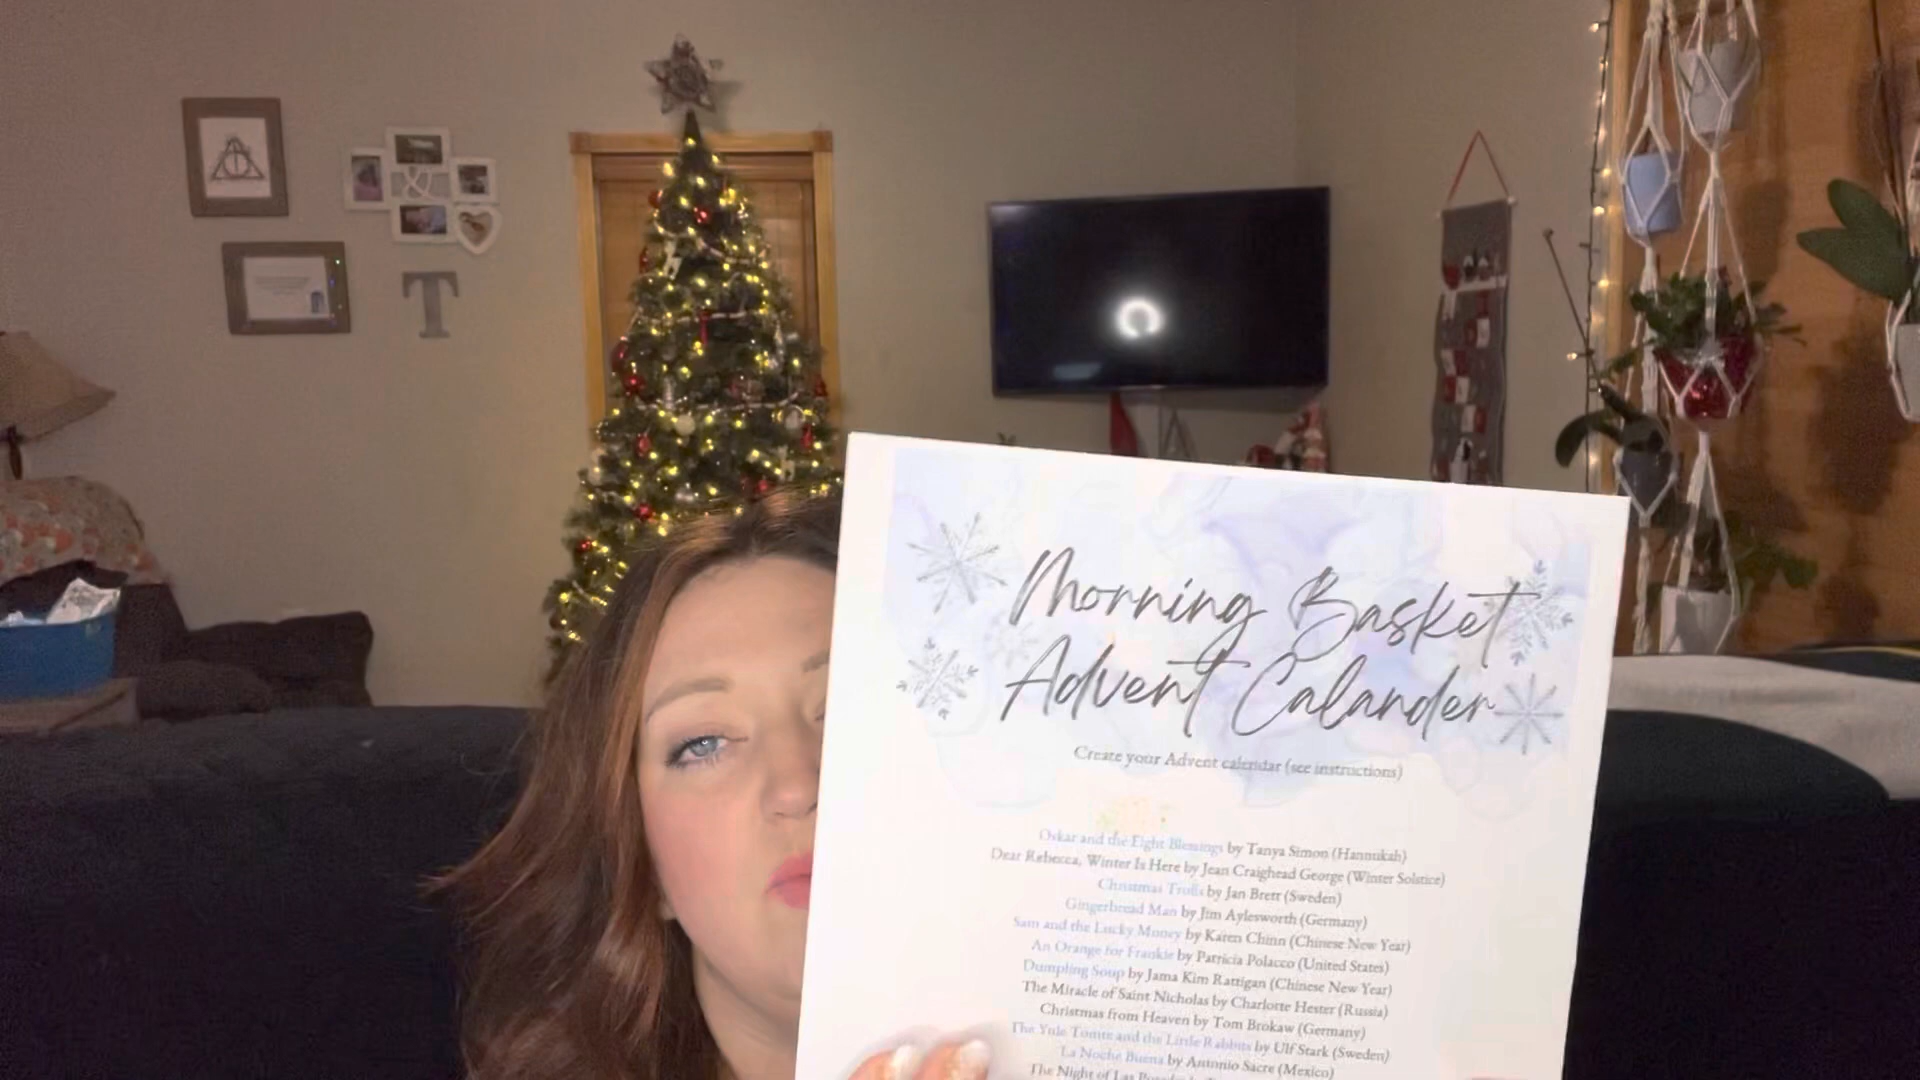 T
&
Morning Basket
Advent Calander
Create your Advent calendar (see instructions)
Oskar and the Eight Blessings by Tanya Simon (Hannukah)
Dear Rebecca, Winter Is Here by Jean Craighead George (Winter Solstice)
Christmas Trolls by Jan Brett (Sweden)
Gingerbread Man by Jim Aylesworth (Germany)
Sam and the Lucky Money by Karen Chinn (Chinese New Year)
An Orange for Frankie by Patricia Polacco (United States)
Dumpling Soup by Jama Kim Rattigan (Chinese New Year)
The Miracle of Saint Nicholas by Charlotte Hester (Russia)
Christmas from Heaven by Tom Brokaw (Germany)
The Yule Tomte and the Little Rabbits by Ulf Stark (Sweden)
La Noche Buena by Antonio Sacre (Mexico)
The Night of Las